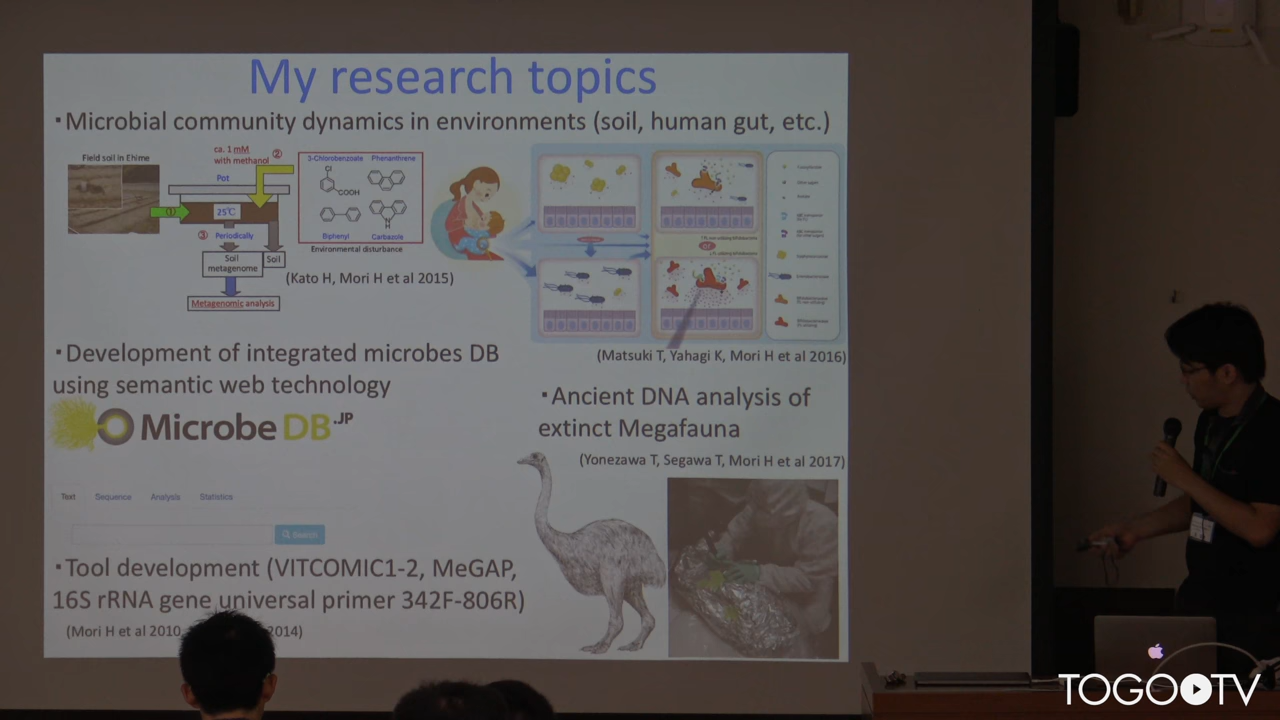 My research topics
・Microbial community dynamics in environments (soil, human gut, etc.)
Field soil in Ehime
ca. 1 mM
with methanol ②
Pot
①
25℃
③ Periodically
Soil
metagenome
Soil
Metagenomic analysis
3-Chlorobenzoate Phenanthrene
COOH
N
H
Biphenyl Carbazole
Environmental disturbance
(Kato H, Mori H et al 2015)
or
(Matsuki T, Yahagi K, Mori H et al 2016)
・Development of integrated microbes DB
using semantic web technology
MicrobeDB.JP
Text Sequence Analysis Statistics
Search
・Tool development (VITCOMIC1-2, MeGAP,
16S rRNA gene universal primer 342F-806R)
(Mori H et al 2010, 2014)
・Ancient DNA analysis of
extinct Megafauna
(Yonezawa T, Segawa T, Mori H et al 2017)
TOGOTV